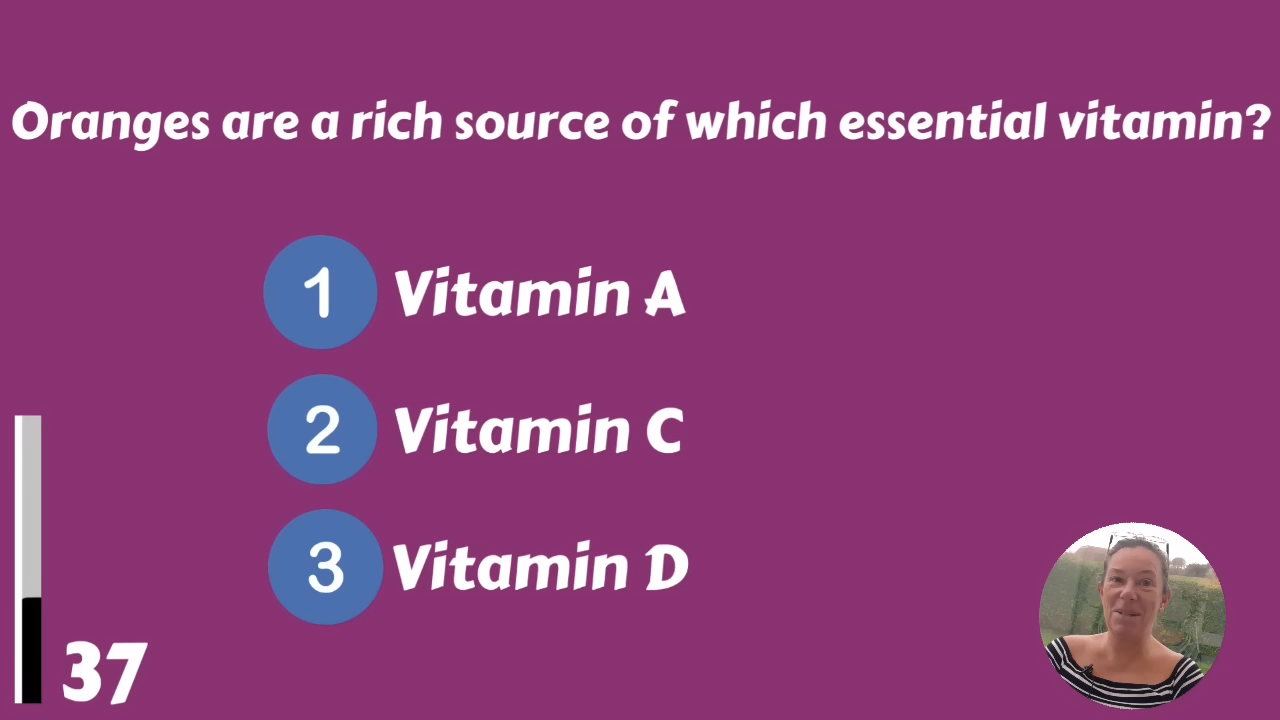 Oranges are a rich source of which essential vitamin?
1 Vitamin A
2 Vitamin C
3 Vitamin D
37